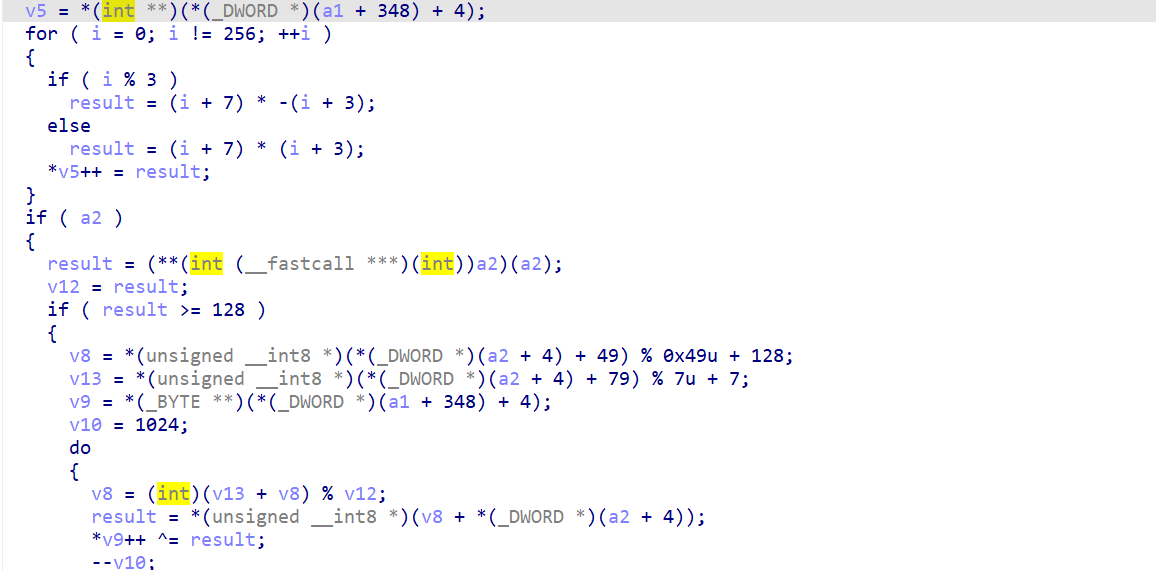 v5 = *(int **)(*(_DWORD *)(a1 + 348) + 4);
for ( i = 0; i != 256; ++i )
{
if ( i % 3 )
result = (i + 7) * -(i + 3);
else
result = (i + 7) * (i + 3);
*v5++ = result;
}
if ( a2 )
{
result = (**(int (__fastcall ***)(int))a2)(a2);
v12 = result;
if ( result >= 128 )
{
v8 = *(unsigned __int8 *)(*(_DWORD *)(a2 + 4) + 49) % 0x49u + 128;
v13 = *(unsigned __int8 *)(*(_DWORD *)(a2 + 4) + 79) % 7u + 7;
v9 = *(_BYTE **)(*(_DWORD *)(a1 + 348) + 4);
v10 = 1024;
do
{
v8 = (int)(v13 + v8) % v12;
result = *(unsigned __int8 *)(v8 + *(_DWORD *)(a2 + 4));
*v9++ ^= result;
--v10;